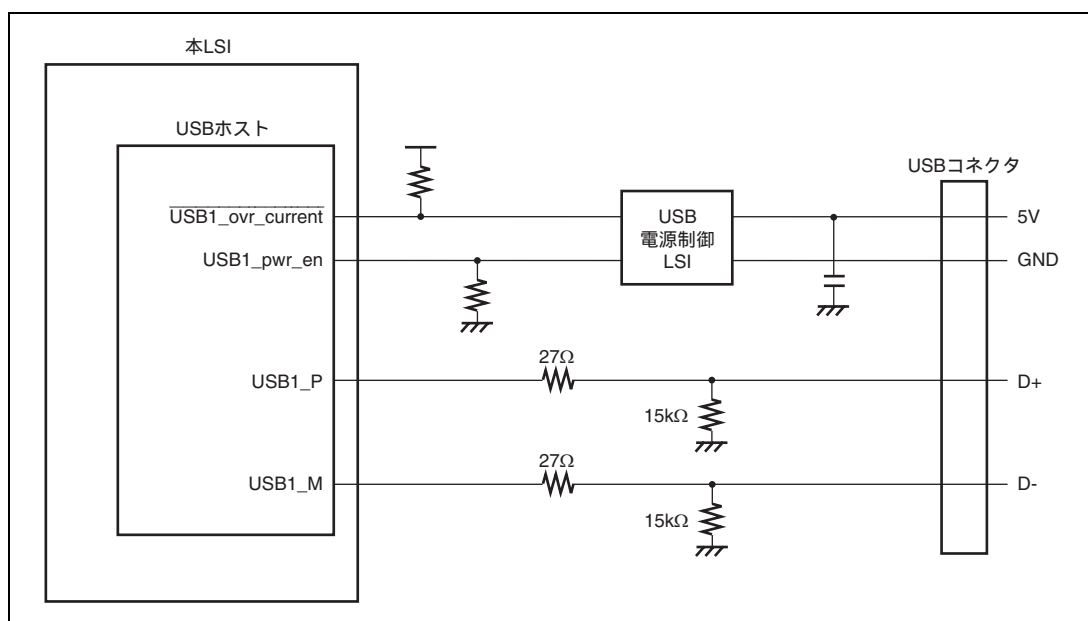 本LSI
USBホスト
USBコネクタ
USB1_ovr_current
USB
電源制御
LSI
5V
USB1_pwr_en
GND
27Ω
USB1_P
D+
15kΩ
27Ω
USB1_M
D-
15kΩ